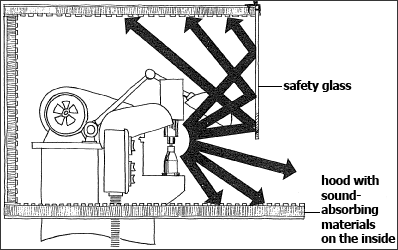 safety glass
hood with
sound-
absorbing
materials
on the inside